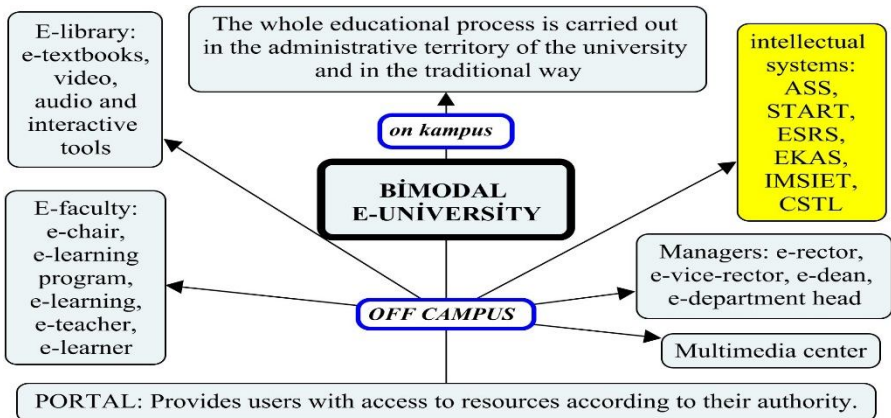 E-library:
e-textbooks,
video,
audio and
interactive
tools
The whole educational process is carried out
in the administrative territory of the university
and in the traditional way
intellectual
systems:
ASS,
START,
ESRS,
EKAS,
IMSIET,
CSTL
on kampus
BİMODAL
E-UNİVERSİTY
E-faculty:
e-chair,
e-learning
program,
e-learning,
e-teacher,
e-learner
OFF CAMPUS
Managers: e-rector,
e-vice-rector, e-dean,
e-department head
Multimedia center
PORTAL: Provides users with access to resources according to their authority.